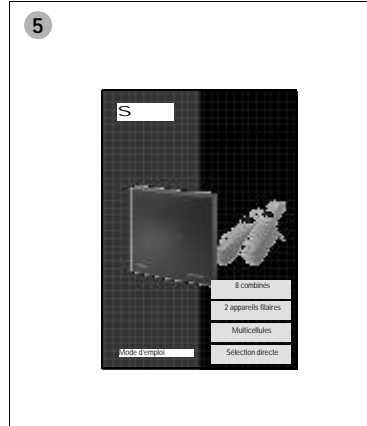 5
S
8 combinés
2 appareils filaires
Multicellules
Mode d'emploi
Sélection directe